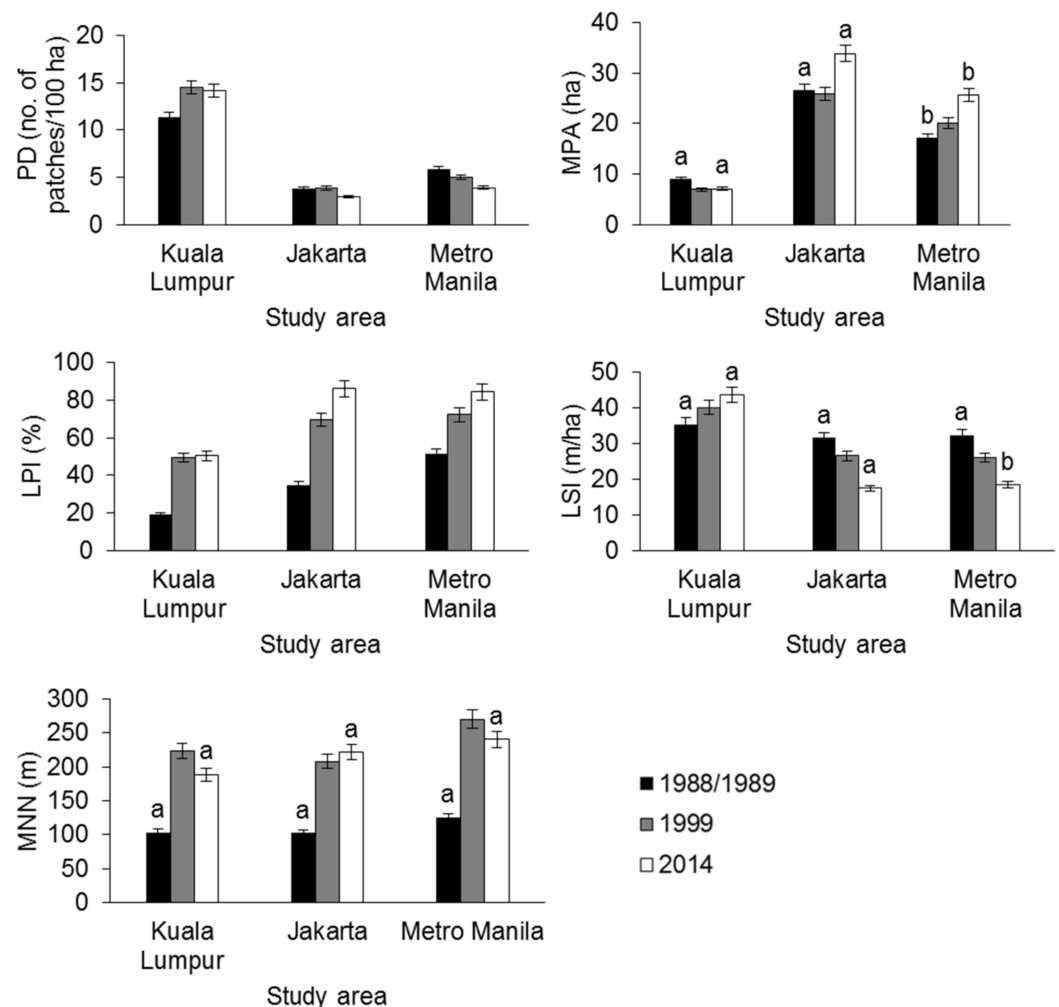 PD (no. of
patches/100 ha)
20
15
10
5
0
Kuala
Lumpur
Jakarta
Metro
Manila
Study area
MPA (ha)
40
30
20
10
0
a
a
a
a
b
b
Kuala
Lumpur
Jakarta
Metro
Manila
Study area
LPI (%)
100
80
60
40
20
0
Kuala
Lumpur
Jakarta
Metro
Manila
Study area
LSI (m/ha)
50
40
30
20
10
0
a
a
a
a
a
b
Kuala
Lumpur
Jakarta
Metro
Manila
Study area
MNN (m)
300
250
200
150
100
50
0
a
a
a
a
a
a
Kuala
Lumpur
Jakarta
Metro Manila
Study area
1988/1989
1999
2014